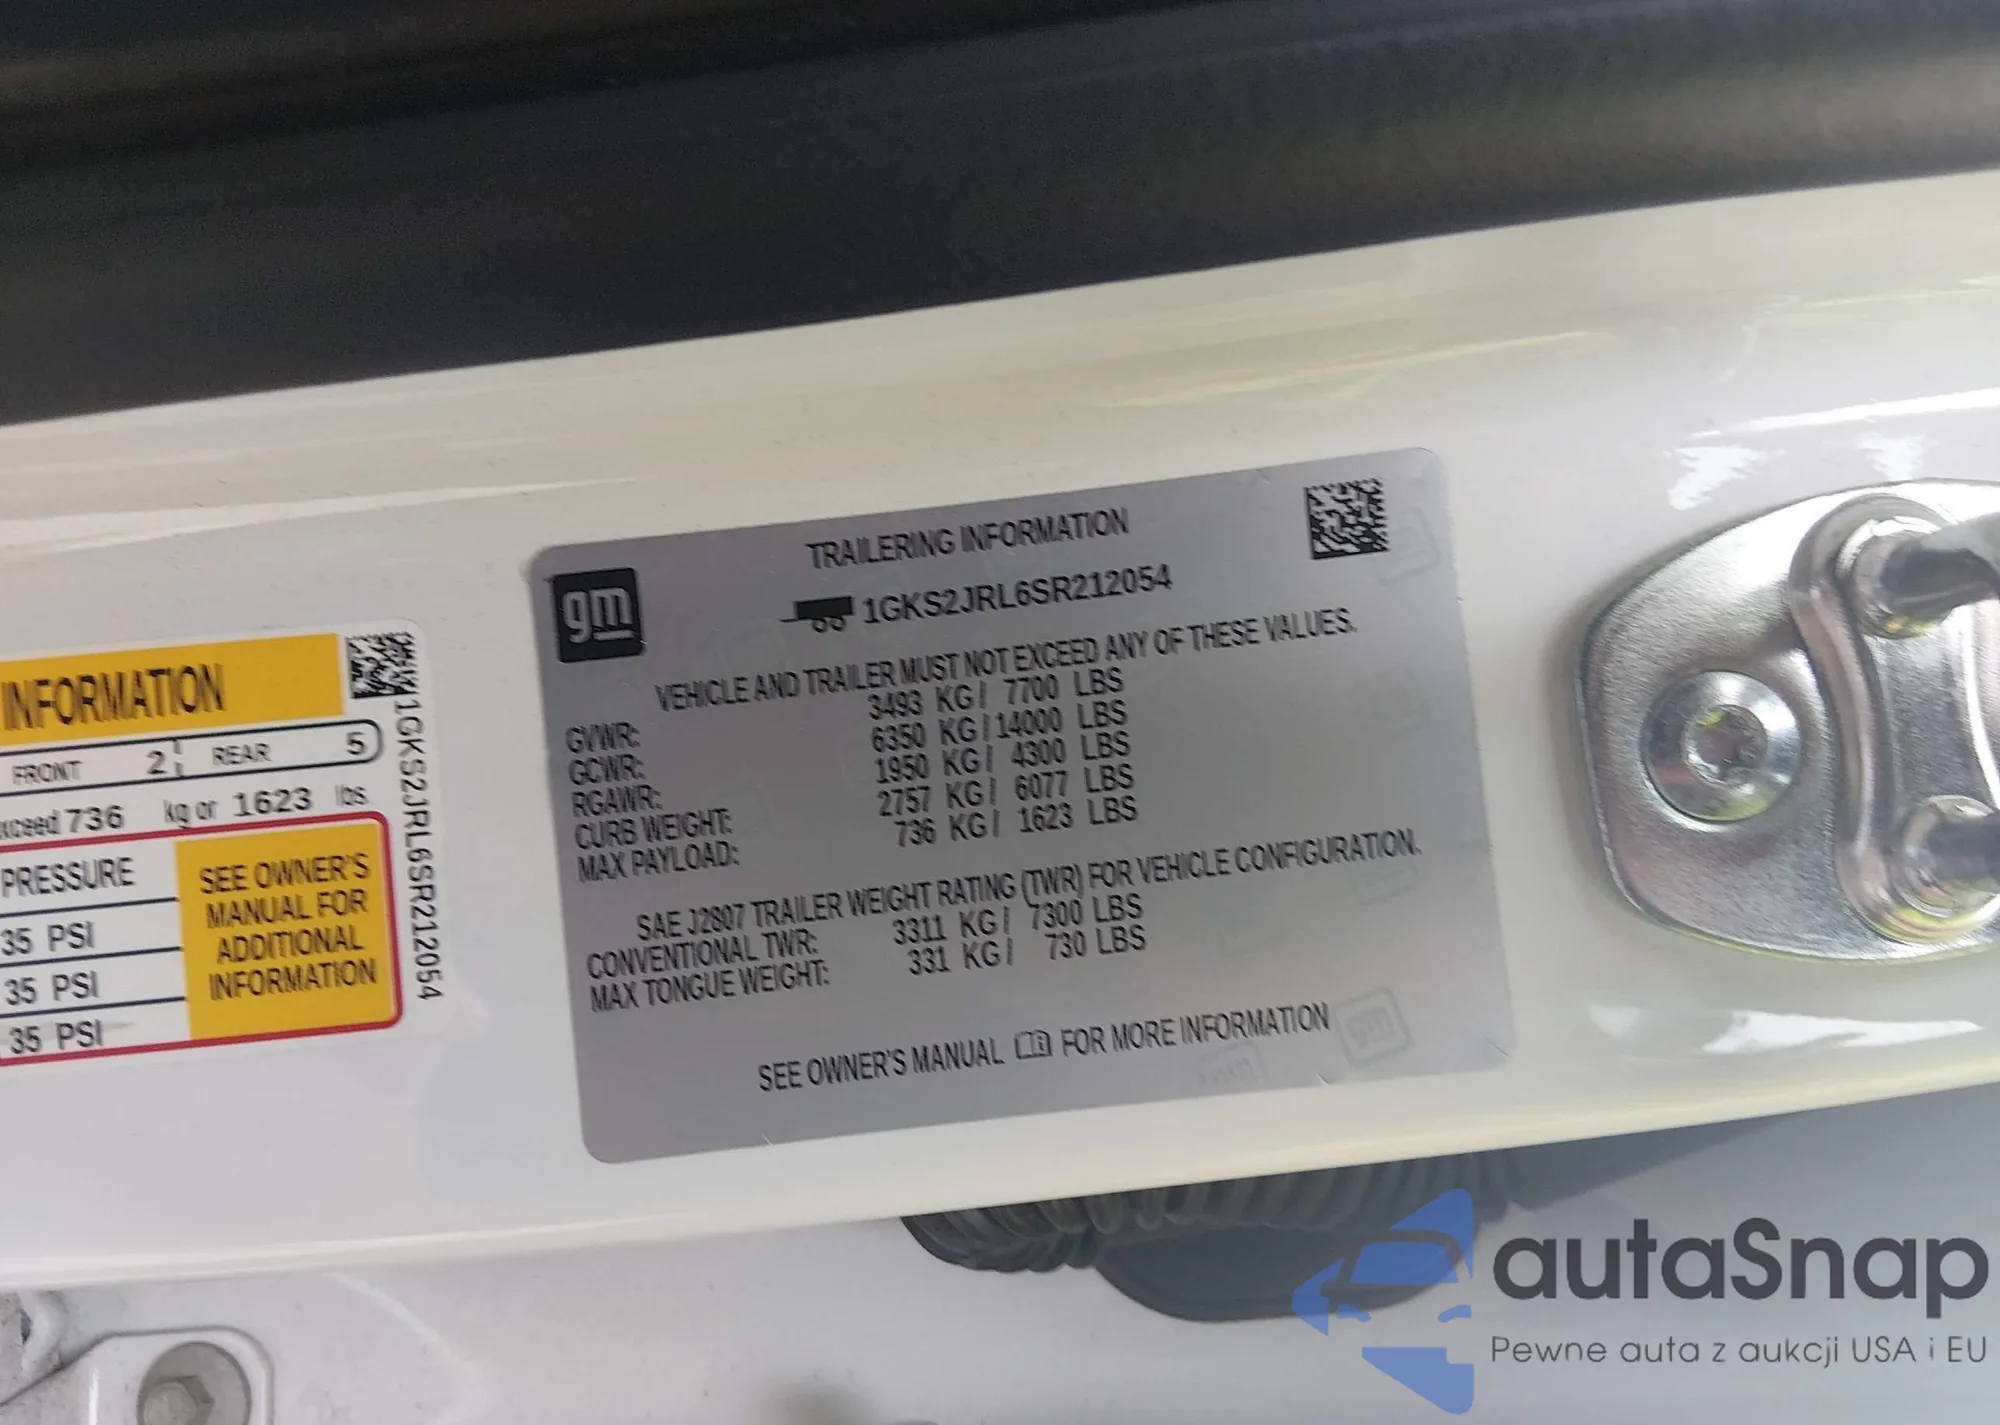 INFORMATION
FRONT 2 REAR 5
exceed 736 kg or 1623 lbs
PRESSURE
35 PSI
35 PSI
35 PSI
SEE OWNER'S
MANUAL FOR
ADDITIONAL
INFORMATION
1GKS2JRL6SR212054
gm
TRAILERING INFORMATION
1GKS2JRL6SR212054
VEHICLE AND TRAILER MUST NOT EXCEED ANY OF THESE VALUES.
GVWR: 3493 KG/ 7700 LBS
GCWR: 6350 KG/14000 LBS
RGAWR: 1950 KG/ 4300 LBS
CURB WEIGHT: 2757 KG/ 6077 LBS
MAX PAYLOAD: 736 KG/ 1623 LBS
SAE J2807 TRAILER WEIGHT RATING (TWR) FOR VEHICLE CONFIGURATION.
CONVENTIONAL TWR: 3311 KG/ 7300 LBS
MAX TONGUE WEIGHT: 331 KG/ 730 LBS
SEE OWNER'S MANUAL FOR MORE INFORMATION
autaSnap
Pewne auta z aukcji USA i EU